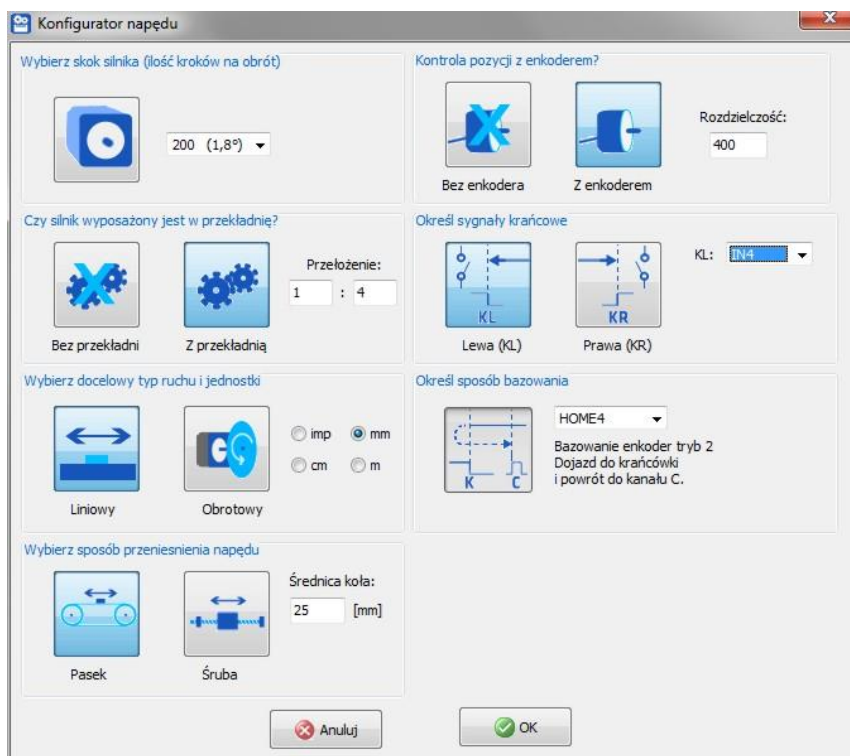 Konfigurator napędu
Wybierz skok silnika (ilość kroków na obrót)
200 (1,8°)
Kontrola pozycji z enkoderem?
Bez enkodera
Z enkoderem
Rozdzielczość:
400
Czy silnik wyposażony jest w przekładnię?
Bez przekładni
Z przekładnią
Przełożenie:
1 : 4
Określ sygnały krańcowe
KL
Lewa (KL)
KR
Prawa (KR)
KL: IN4
Wybierz docelowy typ ruchu i jednostki
Liniowy
Obrotowy
imp mm
cm m
Określ sposób bazowania
K C
HOME4
Bazowanie enkoder tryb 2
Dojazd do krańcówki
i powrót do kanału C.
Wybierz sposób przeniesnienia napędu
Pasek
Śruba
Średnica koła:
25 [mm]
Anuluj
OK